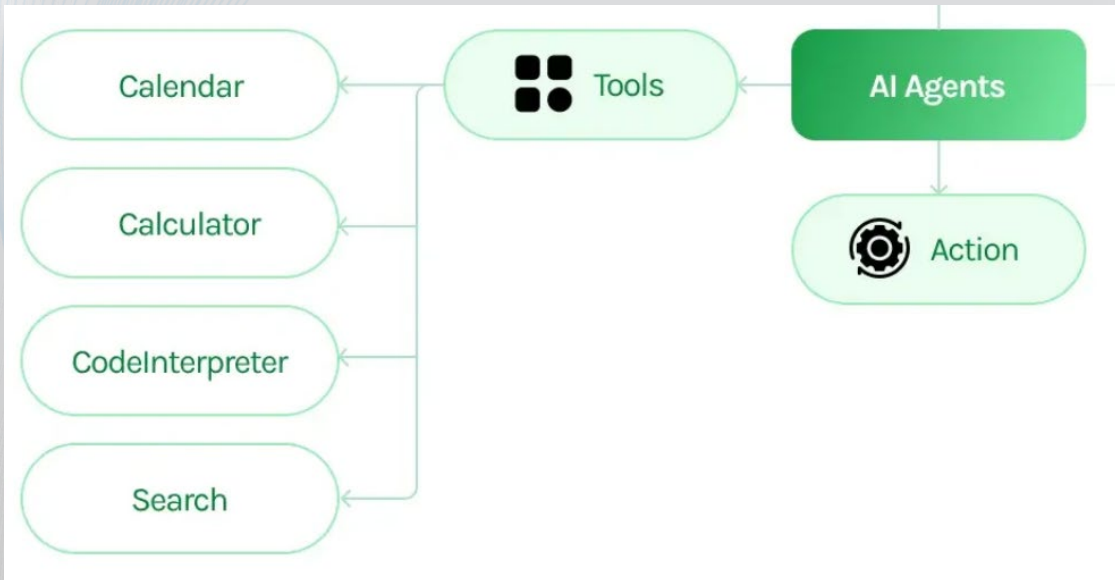 Calendar
Tools
AI Agents
Calculator
Action
CodeInterpreter
Search